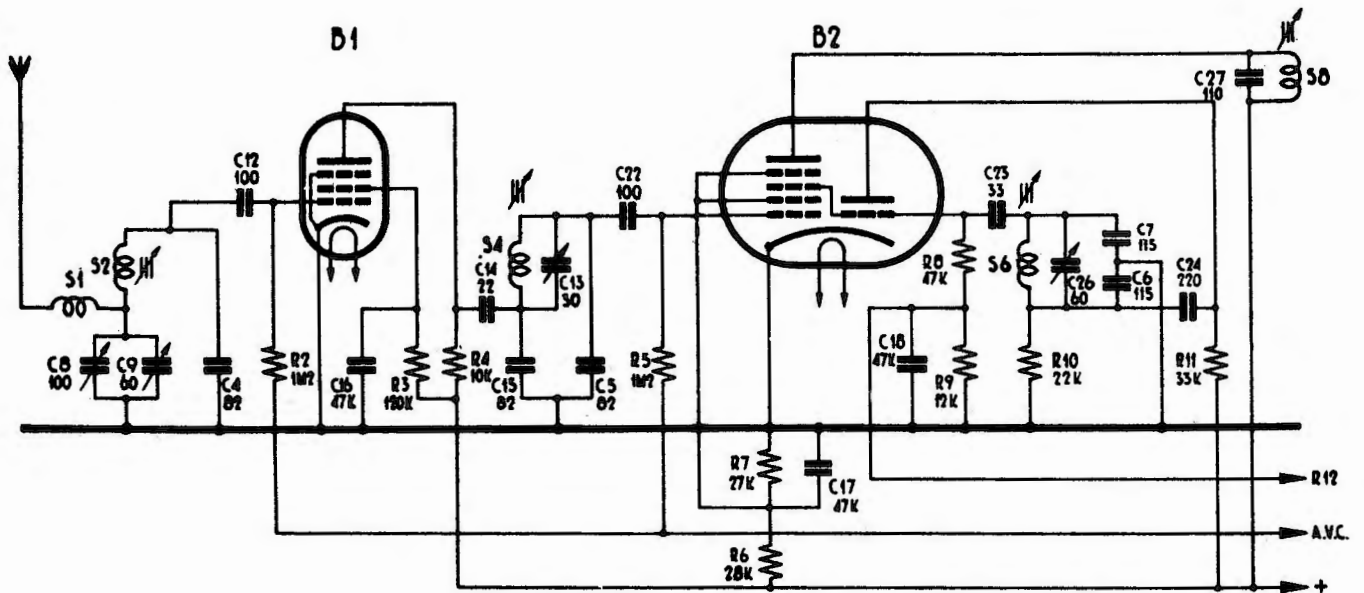 B1
B2
C27
110
S8
C12
100
C22
100
C23
33
S2
S1
S4
C14
22
C13
30
R8
47K
S6
C26
60
C7
115
C6
115
C24
220
C8
100
C9
60
C4
82
R2
1M2
C16
47K
R3
120K
R4
10K
C15
82
C5
82
R5
1M2
C18
47K
R9
12K
R10
22K
R11
33K
R7
27K
C17
47K
R12
A.V.C.
R6
28K
+